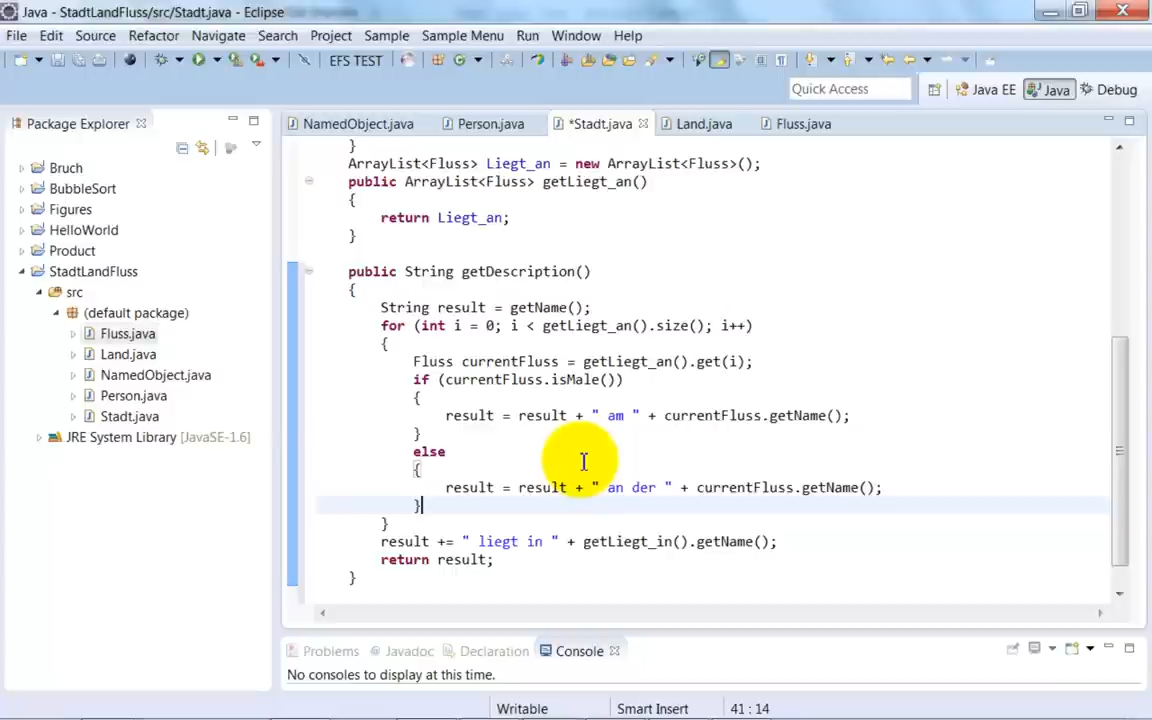 Java - StadtLandFluss/src/Stadt.java - Eclipse
File Edit Source Refactor Navigate Search Project Sample Sample Menu Run Window Help
EFS TEST
Quick Access Java EE Java Debug
Package Explorer
Bruch
BubbleSort
Figures
HelloWorld
Product
StadtLandFluss
src
(default package)
Fluss.java
Land.java
NamedObject.java
Person.java
Stadt.java
JRE System Library [JavaSE-1.6]
NamedObject.java Person.java *Stadt.java Land.java Fluss.java
}
ArrayList<Fluss> Liegt_an = new ArrayList<Fluss>();
public ArrayList<Fluss> getLiegt_an()
{
return Liegt_an;
}
public String getDescription()
{
String result = getName();
for (int i = 0; i < getLiegt_an().size(); i++)
{
Fluss currentFluss = getLiegt_an().get(i);
if (currentFluss.isMale())
{
result = result + " am " + currentFluss.getName();
}
else
{
result = result + " an der " + currentFluss.getName();
}
}
result += " liegt in " + getLiegt_in().getName();
return result;
}
Problems Javadoc Declaration Console
No consoles to display at this time.
Writable Smart Insert 41 : 14